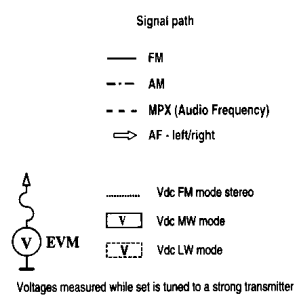 Signal path
FM
AM
MPX (Audio Frequency)
AF - left/right
Vdc FM mode stereo
V Vdc MW mode
V EVM
V Vdc LW mode
Voltages measured while set is tuned to a strong transmitter